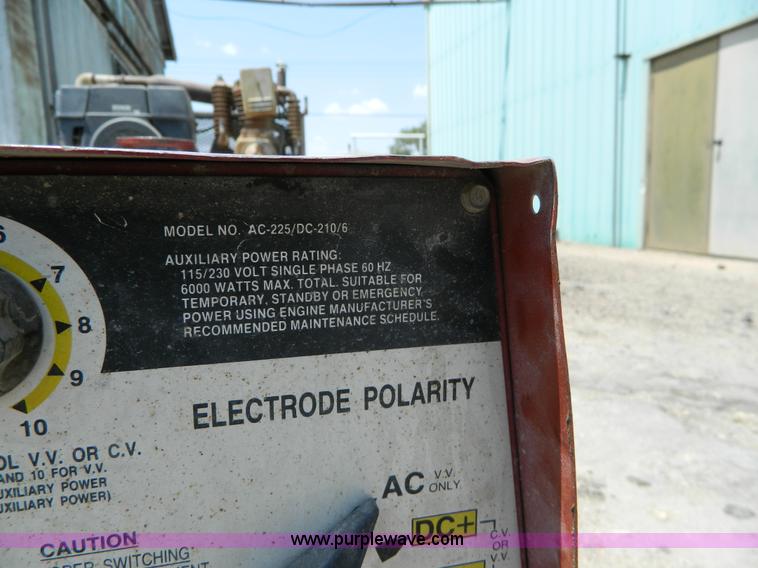 MODEL NO. AC-225/DC-210/6
AUXILIARY POWER RATING:
115/230 VOLT SINGLE PHASE 60 HZ
6000 WATTS MAX. TOTAL. SUITABLE FOR
TEMPORARY, STANDBY OR EMERGENCY
POWER USING ENGINE MANUFACTURER'S
RECOMMENDED MAINTENANCE SCHEDULE.
6
7
8
9
10
ELECTRODE POLARITY
OL V.V. OR C.V.
AND 10 FOR V.V.
UXILIARY POWER
UXILIARY POWER)
AC V.V. ONLY
DC+
C.V.
OR
V.V.
CAUTION
PER SWITCHING
www.purplewave.com